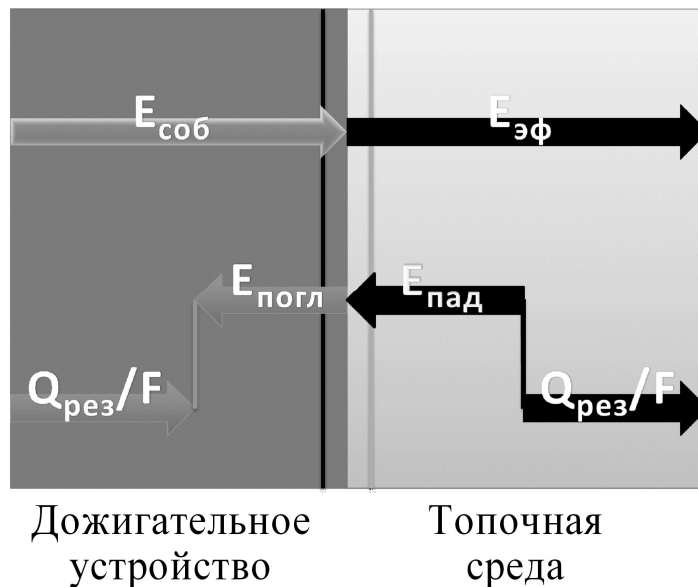 Eсоб Eэф
Eпогл Eпад
Qрез/F Qрез/F
Дожигательное Топочная
устройство среда